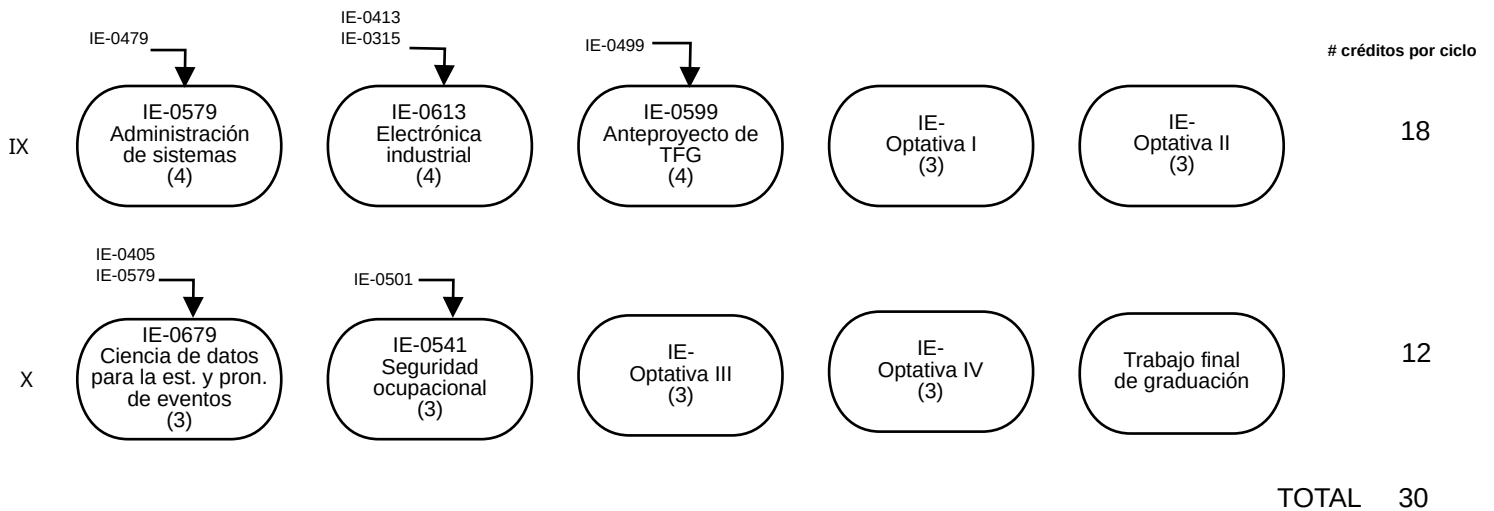 IE-0413
IE-0479
IE-0315
IE-0499
# créditos por ciclo
IX
IE-0579
Administración
de sistemas
(4)
IE-0613
Electrónica
industrial
(4)
IE-0599
Anteproyecto de
TFG
(4)
IE-
Optativa I
(3)
IE-
Optativa II
(3)
18
IE-0405
IE-0579
IE-0501
X
IE-0679
Ciencia de datos
para la est. y pron.
de eventos
(3)
IE-0541
Seguridad
ocupacional
(3)
IE-
Optativa III
(3)
IE-
Optativa IV
(3)
Trabajo final
de graduación
12
TOTAL 30